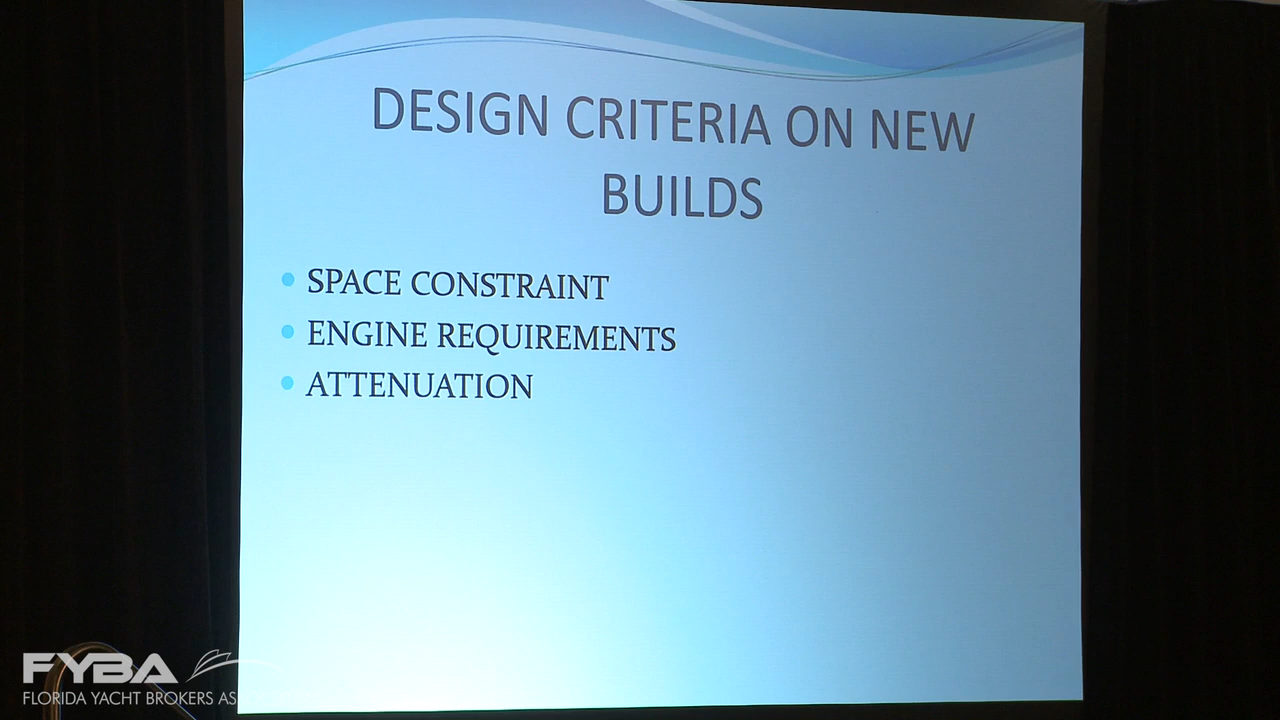 DESIGN CRITERIA ON NEW
BUILDS
SPACE CONSTRAINT
ENGINE REQUIREMENTS
ATTENUATION
FYBA
FLORIDA YACHT BROKERS AS